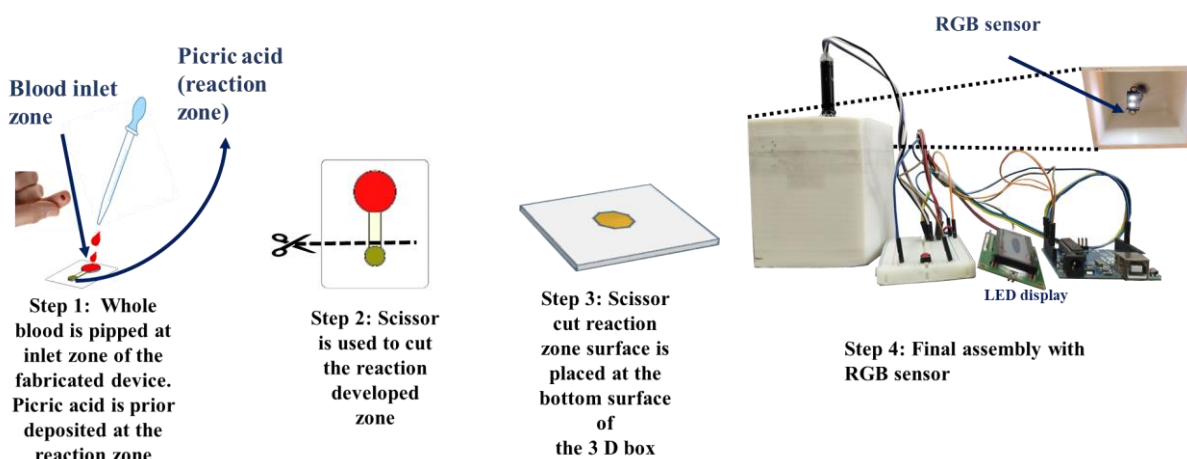 Blood inlet
zone
Picric acid
(reaction
zone)
RGB sensor
LED display
Step 1:  Whole
blood is pipped at
inlet zone of the
fabricated device.
Picric acid is prior
deposited at the
reaction zone
Step 2: Scissor
is used to cut
the reaction
developed
zone
Step 3: Scissor
cut reaction
zone surface is
placed at the
bottom surface
of
the 3 D box
Step 4: Final assembly with
RGB sensor